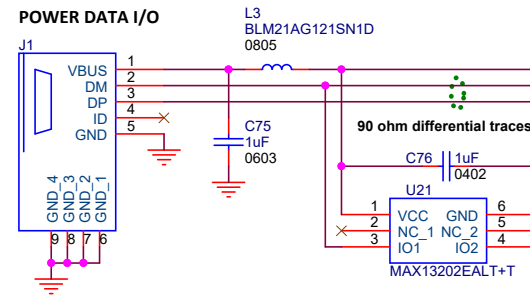 POWER DATA I/O
L3
BLM21AG121SN1D
0805
J1
VBUS 1
DM 2
DP 3
ID 4
GND 5
C75
1uF
0603
90 ohm differential traces
C76 1uF
0402
U21
1 VCC GND 6
2 NC_1 NC_2 5
3 IO1 IO2 4
MAX13202EALT+T
GND_4
GND_3
GND_2
GND_1
9 8 7 6